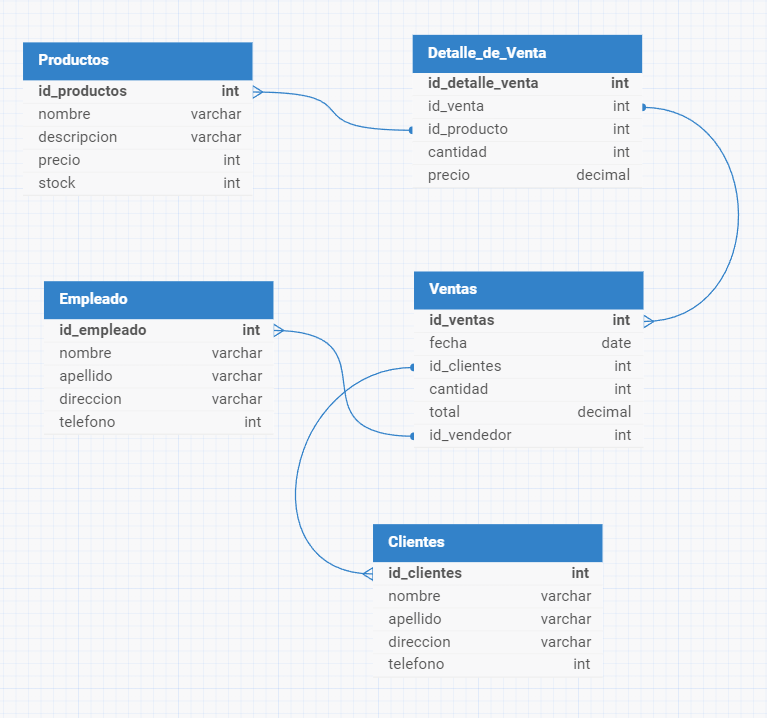 Productos
id_productos int
nombre varchar
descripcion varchar
precio int
stock int
Detalle_de_Venta
id_detalle_venta int
id_venta int
id_producto int
cantidad int
precio decimal
Empleado
id_empleado int
nombre varchar
apellido varchar
direccion varchar
telefono int
Ventas
id_ventas int
fecha date
id_clientes int
cantidad int
total decimal
id_vendedor int
Clientes
id_clientes int
nombre varchar
apellido varchar
direccion varchar
telefono int